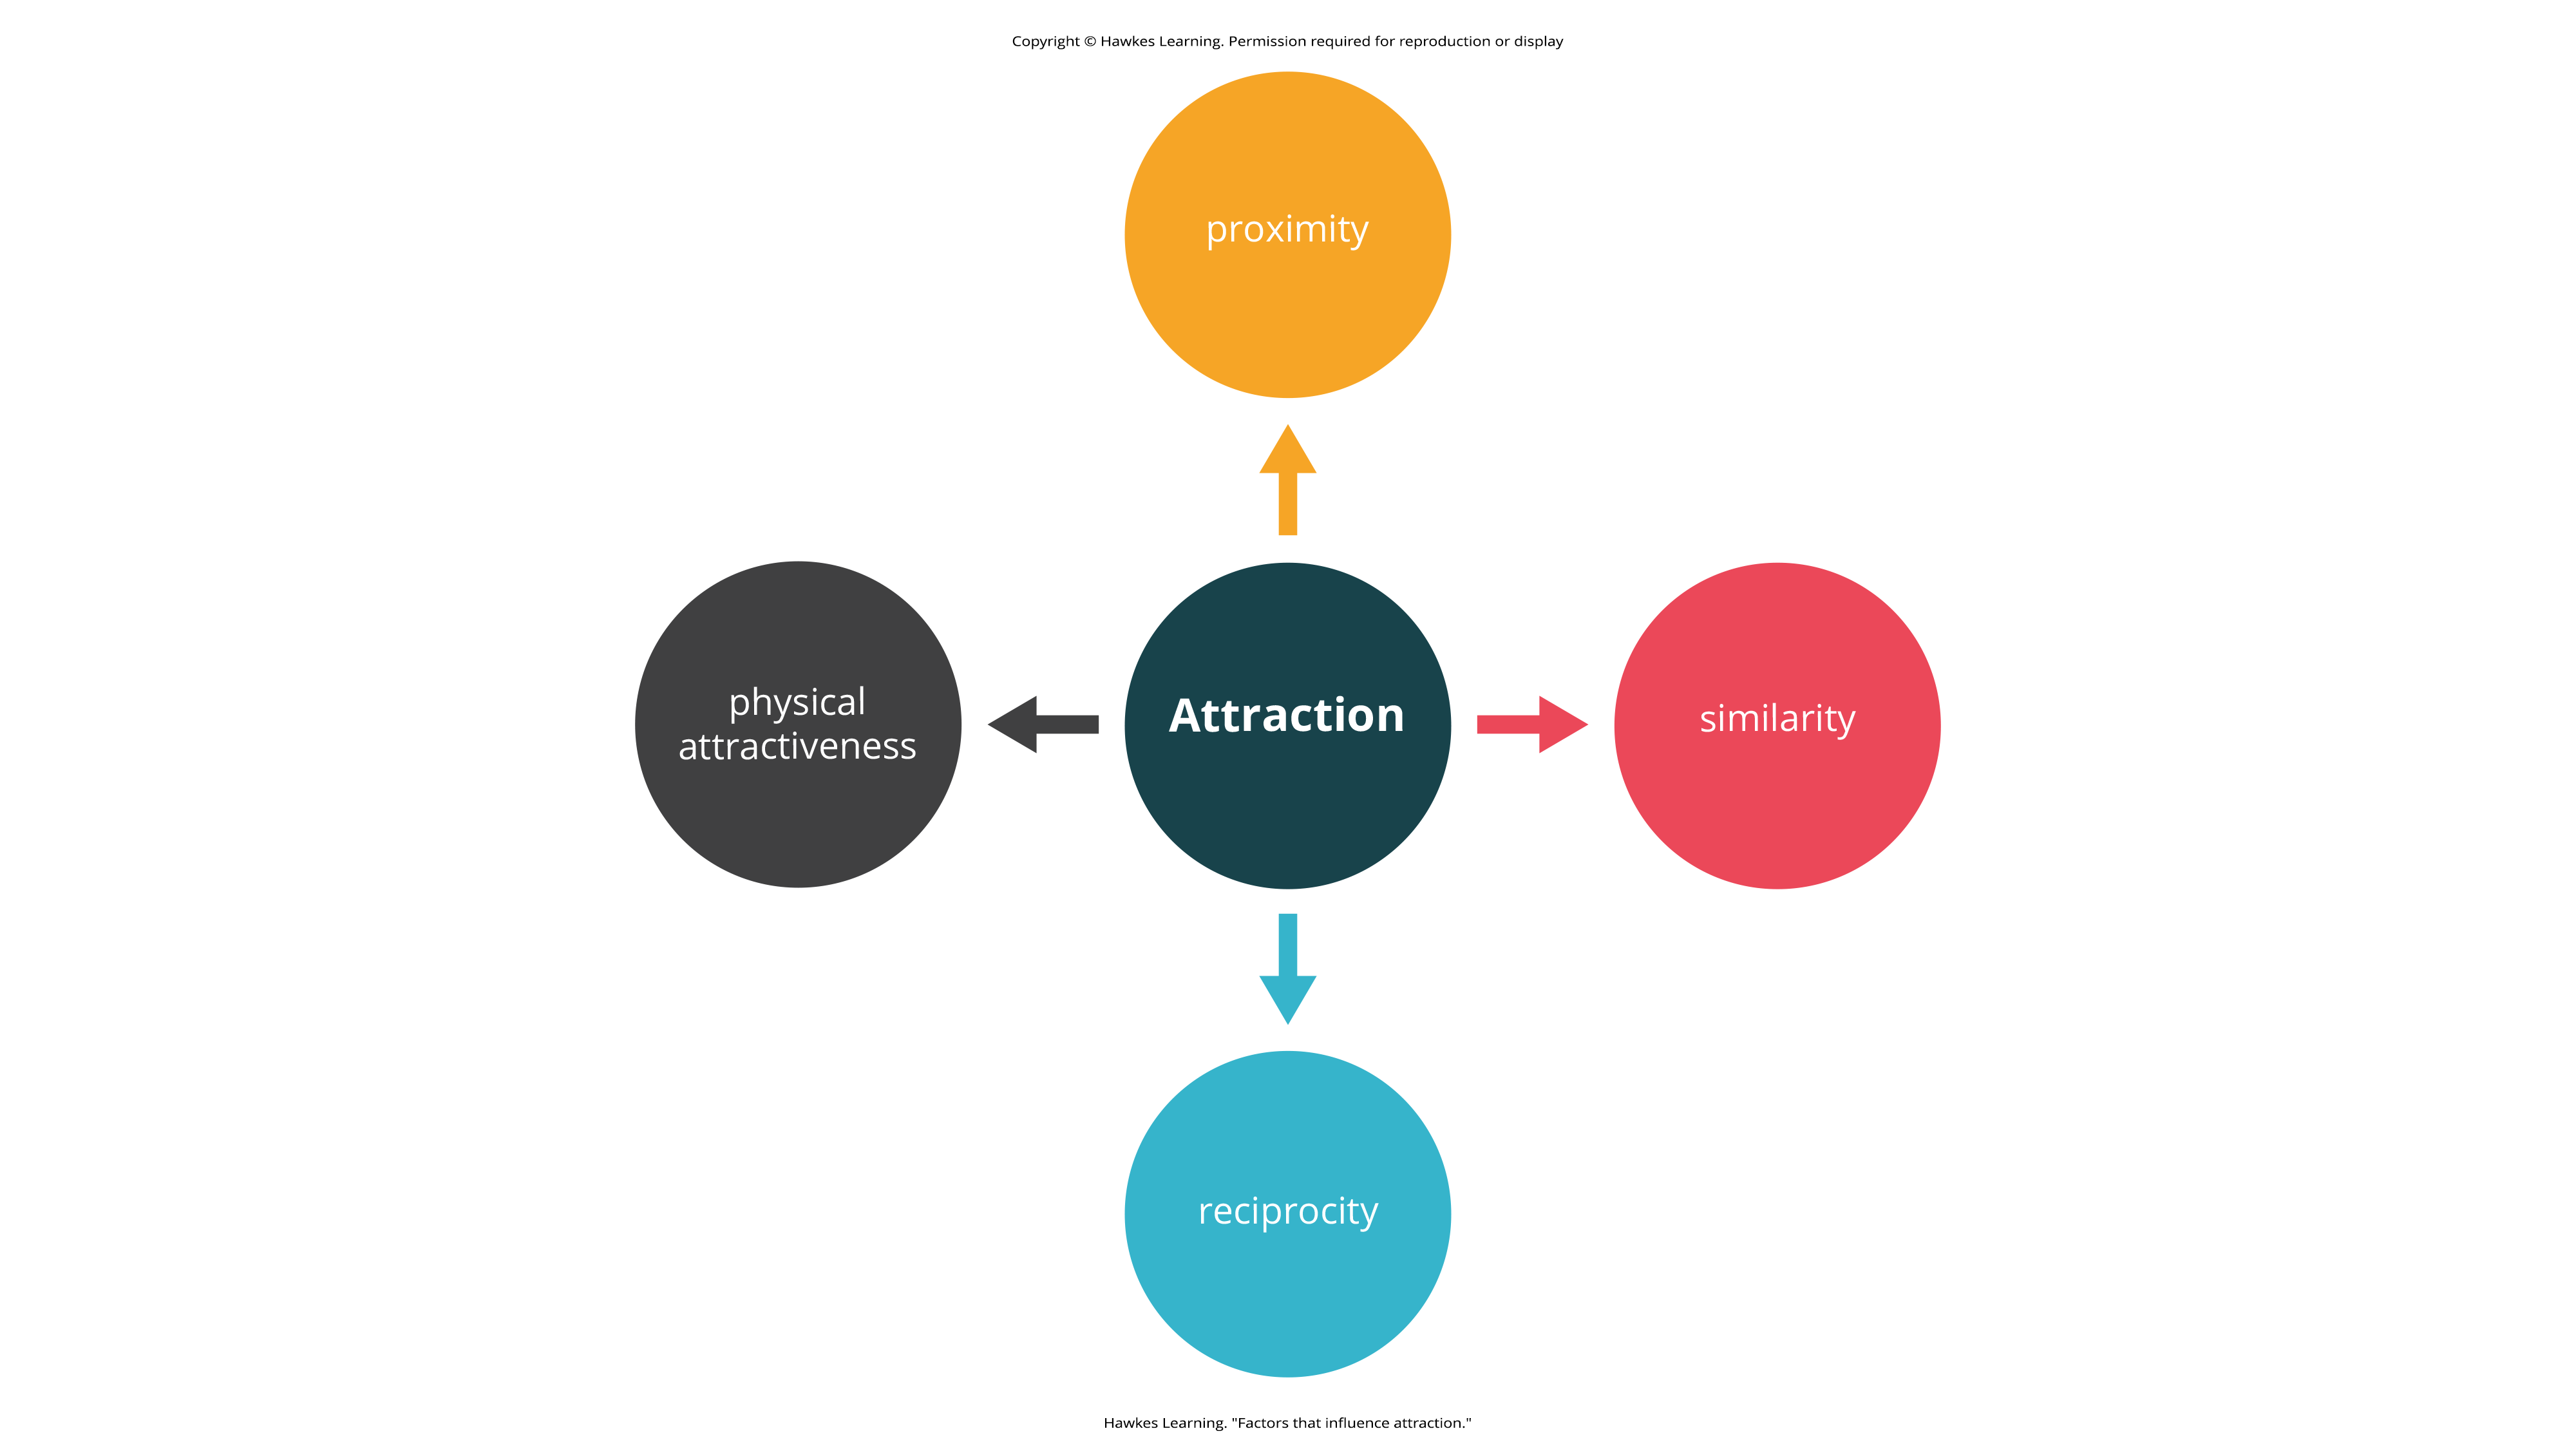 Copyright © Hawkes Learning. Permission required for reproduction or display
proximity
physical
attractiveness
Attraction
similarity
reciprocity
Hawkes Learning. "Factors that influence attraction."